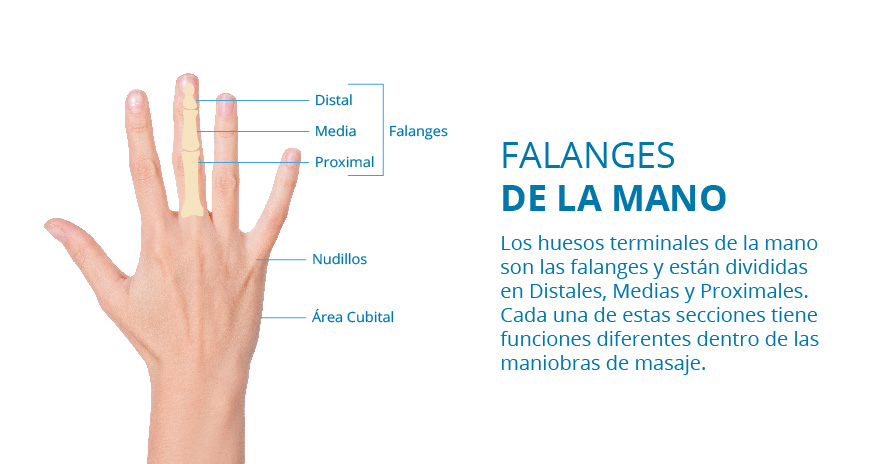 Distal
Media
Falanges
Proximal
Nudillos
Área Cubital
FALANGES
DE LA MANO
Los huesos terminales de la mano
son las falanges y están divididas
en Distales, Medias y Proximales.
Cada una de estas secciones tiene
funciones diferentes dentro de las
maniobras de masaje.